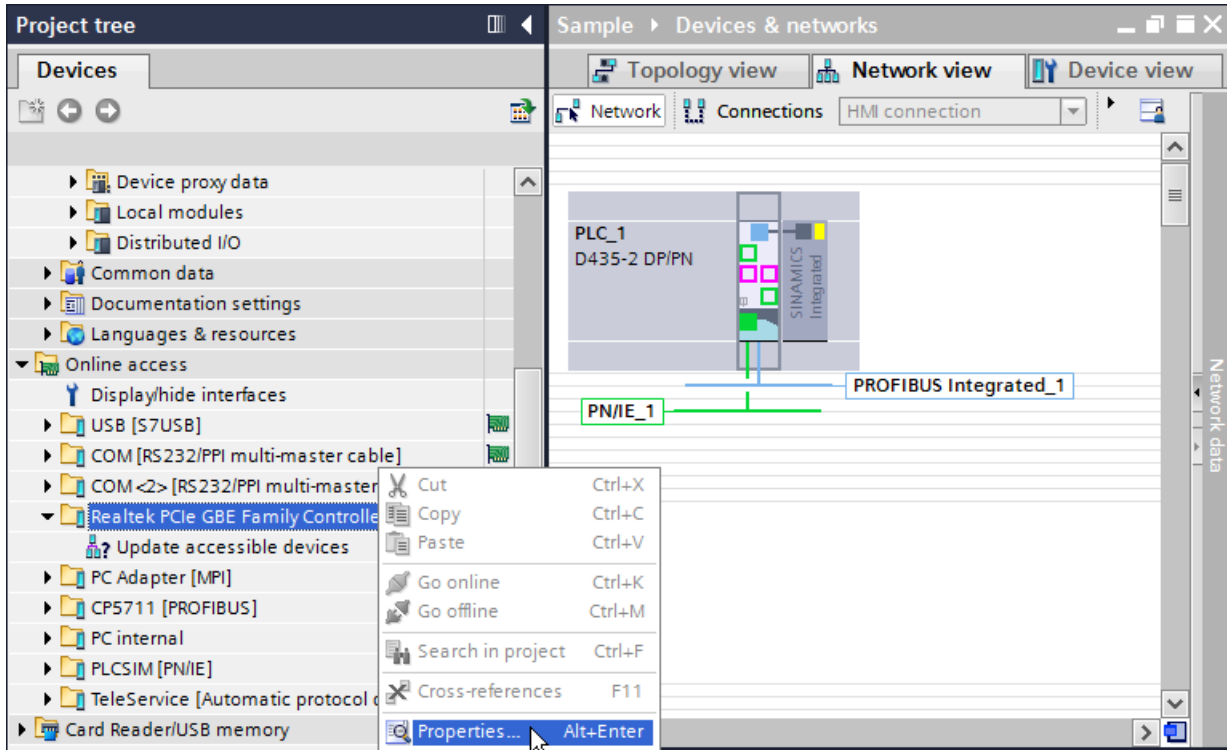 Project tree
Devices
Device proxy data
Local modules
Distributed I/O
Common data
Documentation settings
Languages & resources
Online access
Display/hide interfaces
USB [S7USB]
COM [RS232/PPI multi-master cable]
COM <2> [RS232/PPI multi-master
Realtek PCIe GBE Family Controlle
Update accessible devices
PC Adapter [MPI]
CP5711 [PROFIBUS]
PC internal
PLCSIM [PN/IE]
TeleService [Automatic protocol
Card Reader/USB memory
Cut Ctrl+X
Copy Ctrl+C
Paste Ctrl+V
Go online Ctrl+K
Go offline Ctrl+M
Search in project Ctrl+F
Cross-references F11
Properties... Alt+Enter
Sample Devices & networks
Topology view Network view Device view
Network Connections HMI connection
PLC_1
D435-2 DP/PN
SINAMICS
Integrated
PROFIBUS Integrated_1
PN/IE_1
Network data